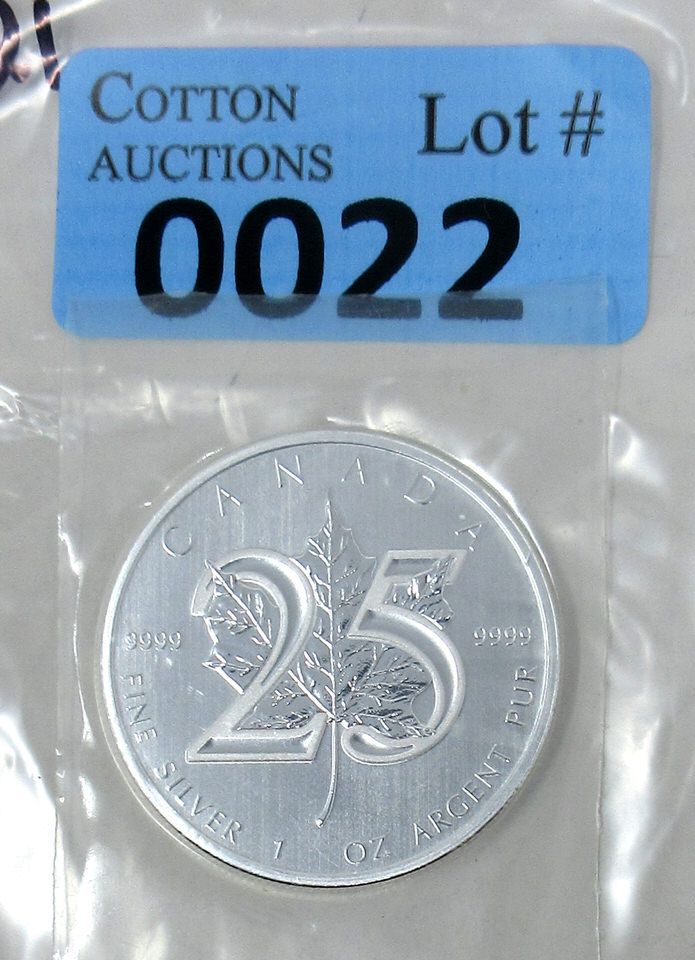 COTTON
AUCTIONS
Lot #
0022
CANADA
25
9999
9999
FINE SILVER 1 OZ ARGENT PUR